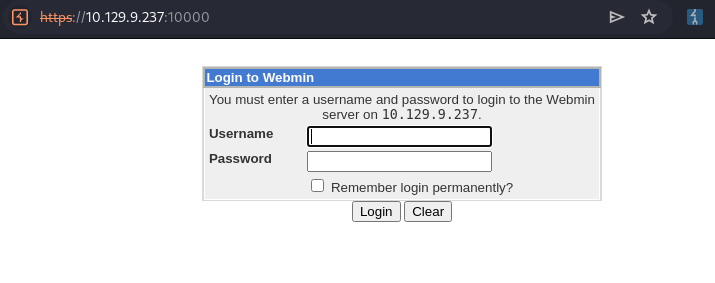 https://10.129.9.237:10000
Login to Webmin
You must enter a username and password to login to the Webmin
server on 10.129.9.237.
Username
Password
Remember login permanently?
Login Clear